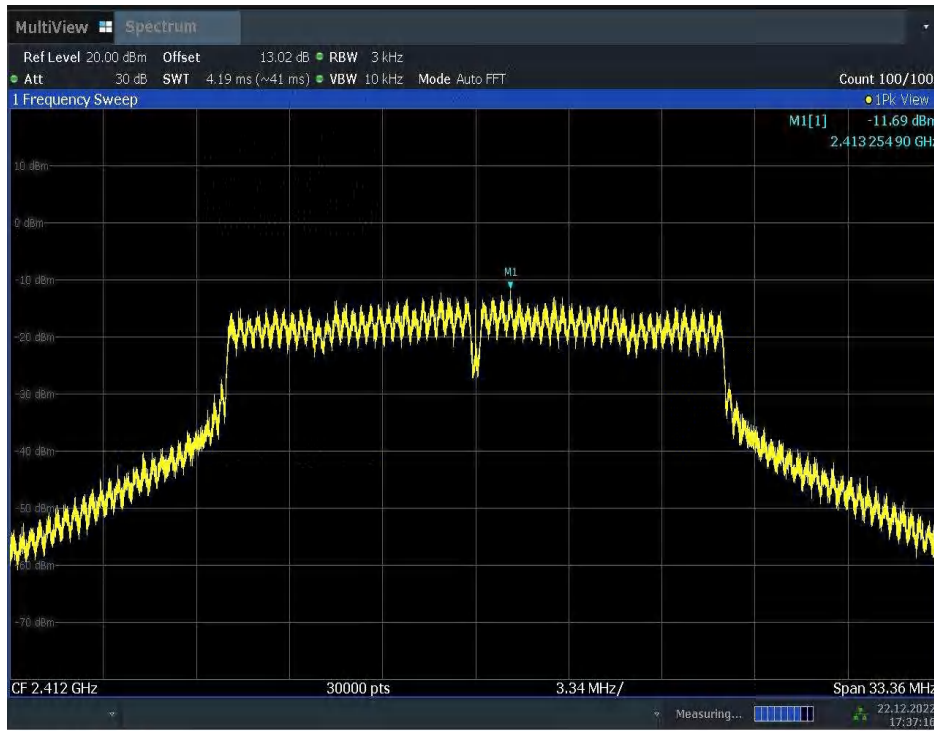 MultiView Spectrum
Ref Level 20.00 dBm Offset 13.02 dB RBW 3 kHz
Att 30 dB SWT 4.19 ms (~41 ms) VBW 10 kHz Mode Auto FFT Count 100/100
1 Frequency Sweep 1Pk View
M1[1] -11.69 dBm
2.413 254 90 GHz
10 dBm
0 dBm
M1
-10 dBm
-20 dBm
-30 dBm
-40 dBm
-50 dBm
-60 dBm
-70 dBm
CF 2.412 GHz 30000 pts 3.34 MHz/ Span 33.36 MHz
Measuring... 22.12.2022
17:37:16